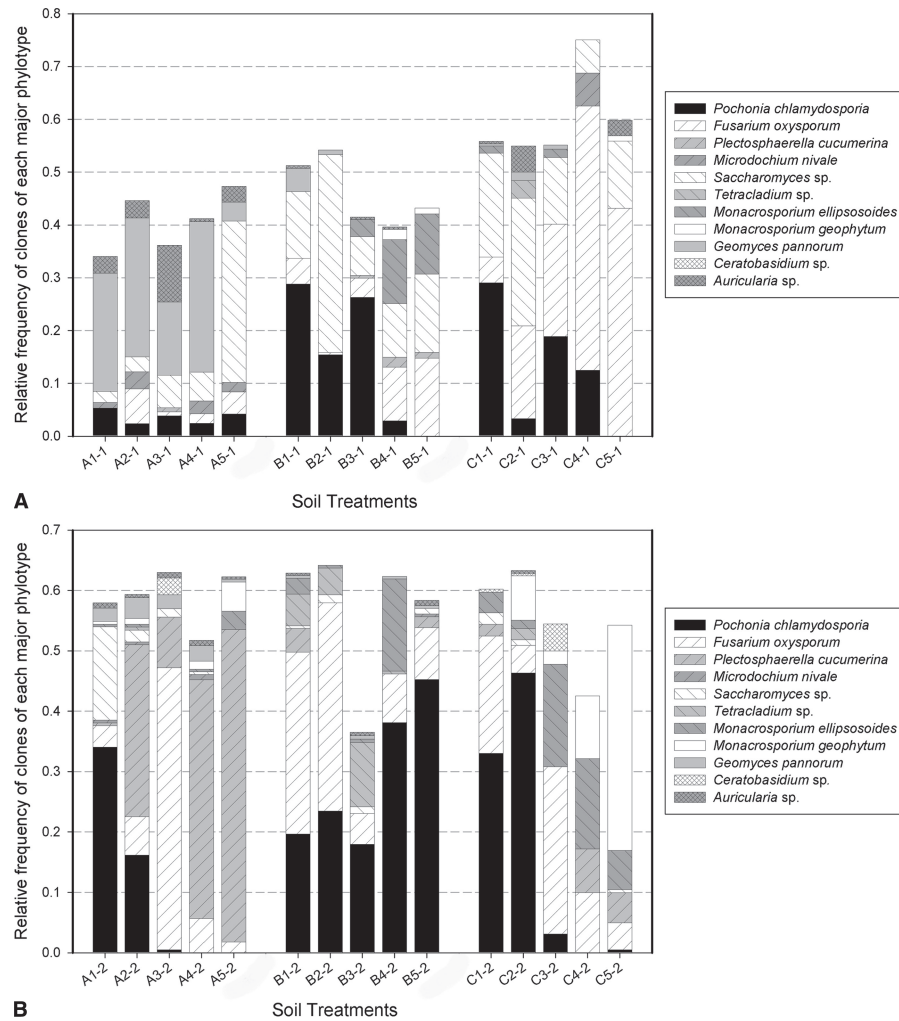 Relative frequency of clones of each major phylotype
0.8
0.7
0.6
0.5
0.4
0.3
0.2
0.1
0.0
A1-1 A2-1 A3-1 A4-1 A5-1 B1-1 B2-1 B3-1 B4-1 B5-1 C1-1 C2-1 C3-1 C4-1 C5-1
Soil Treatments
A
Pochonia chlamydosporia
Fusarium oxysporum
Plectosphaerella cucumerina
Microdochium nivale
Saccharomyces sp.
Tetracladium sp.
Monacrosporium ellipsosoides
Monacrosporium geophytum
Geomyces pannorum
Ceratobasidium sp.
Auricularia sp.
Relative frequency of clones of each major phylotype
0.7
0.6
0.5
0.4
0.3
0.2
0.1
0.0
A1-2 A2-2 A3-2 A4-2 A5-2 B1-2 B2-2 B3-2 B4-2 B5-2 C1-2 C2-2 C3-2 C4-2 C5-2
Soil Treatments
B
Pochonia chlamydosporia
Fusarium oxysporum
Plectosphaerella cucumerina
Microdochium nivale
Saccharomyces sp.
Tetracladium sp.
Monacrosporium ellipsosoides
Monacrosporium geophytum
Geomyces pannorum
Ceratobasidium sp.
Auricularia sp.